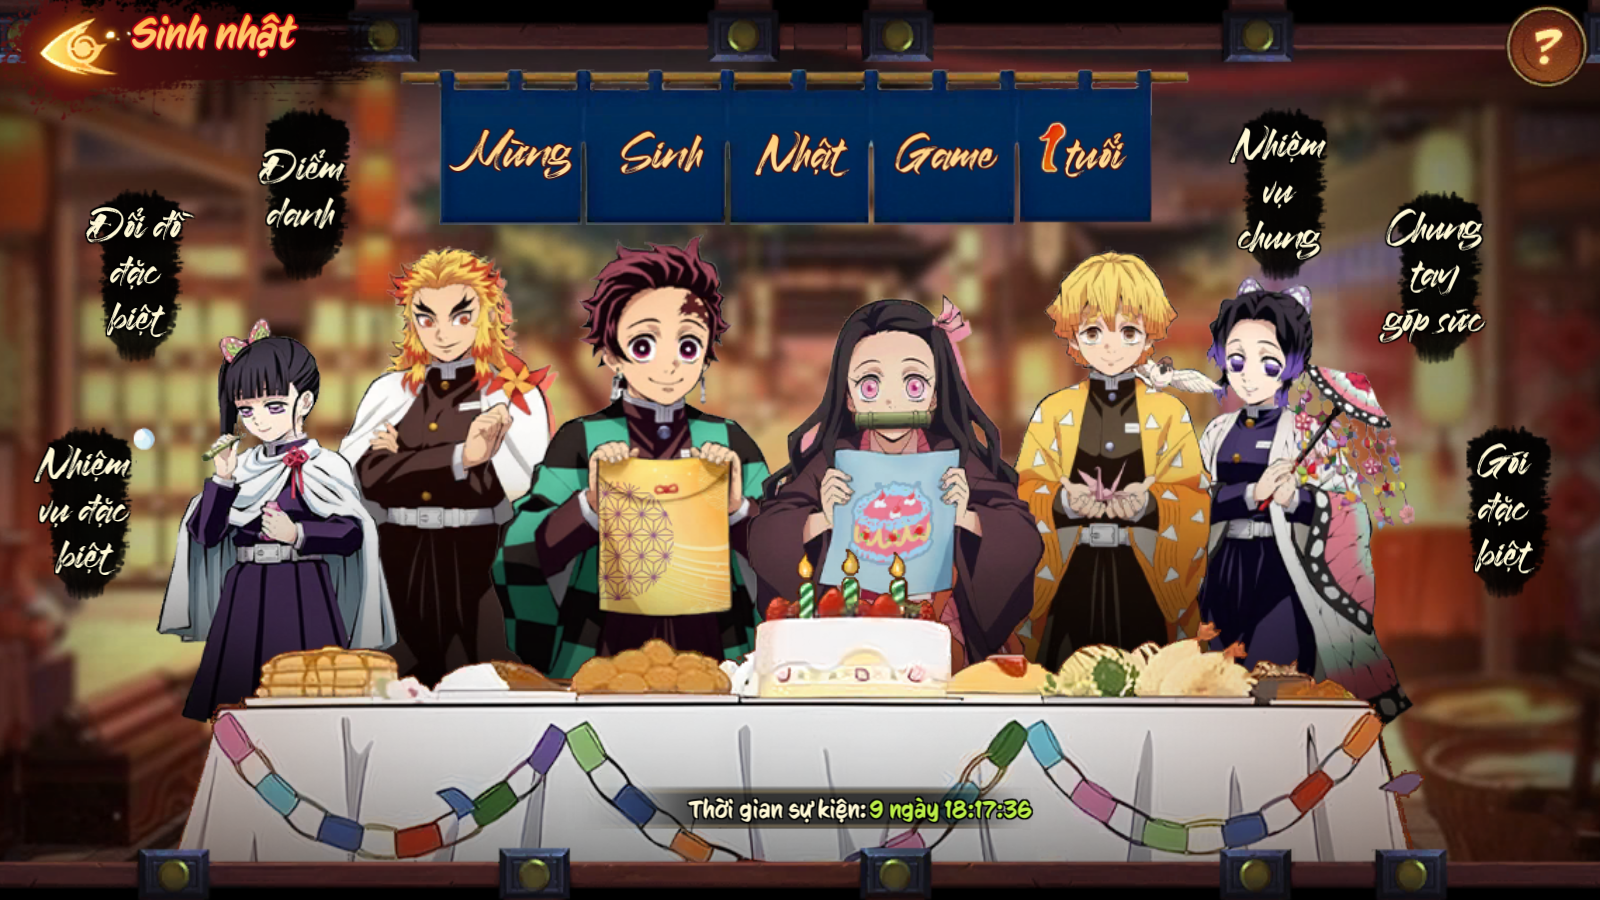 Sinh nhật
?
Mừng Sinh Nhật Game 1 tuổi
Điểm
danh
Đổi đồ
đặc
biệt
Nhiệm
vụ đặc
biệt
Nhiệm
vụ
chung
Chung
tay
góp sức
Gói
đặc
biệt
Thời gian sự kiện: 9 ngày 18:17:36